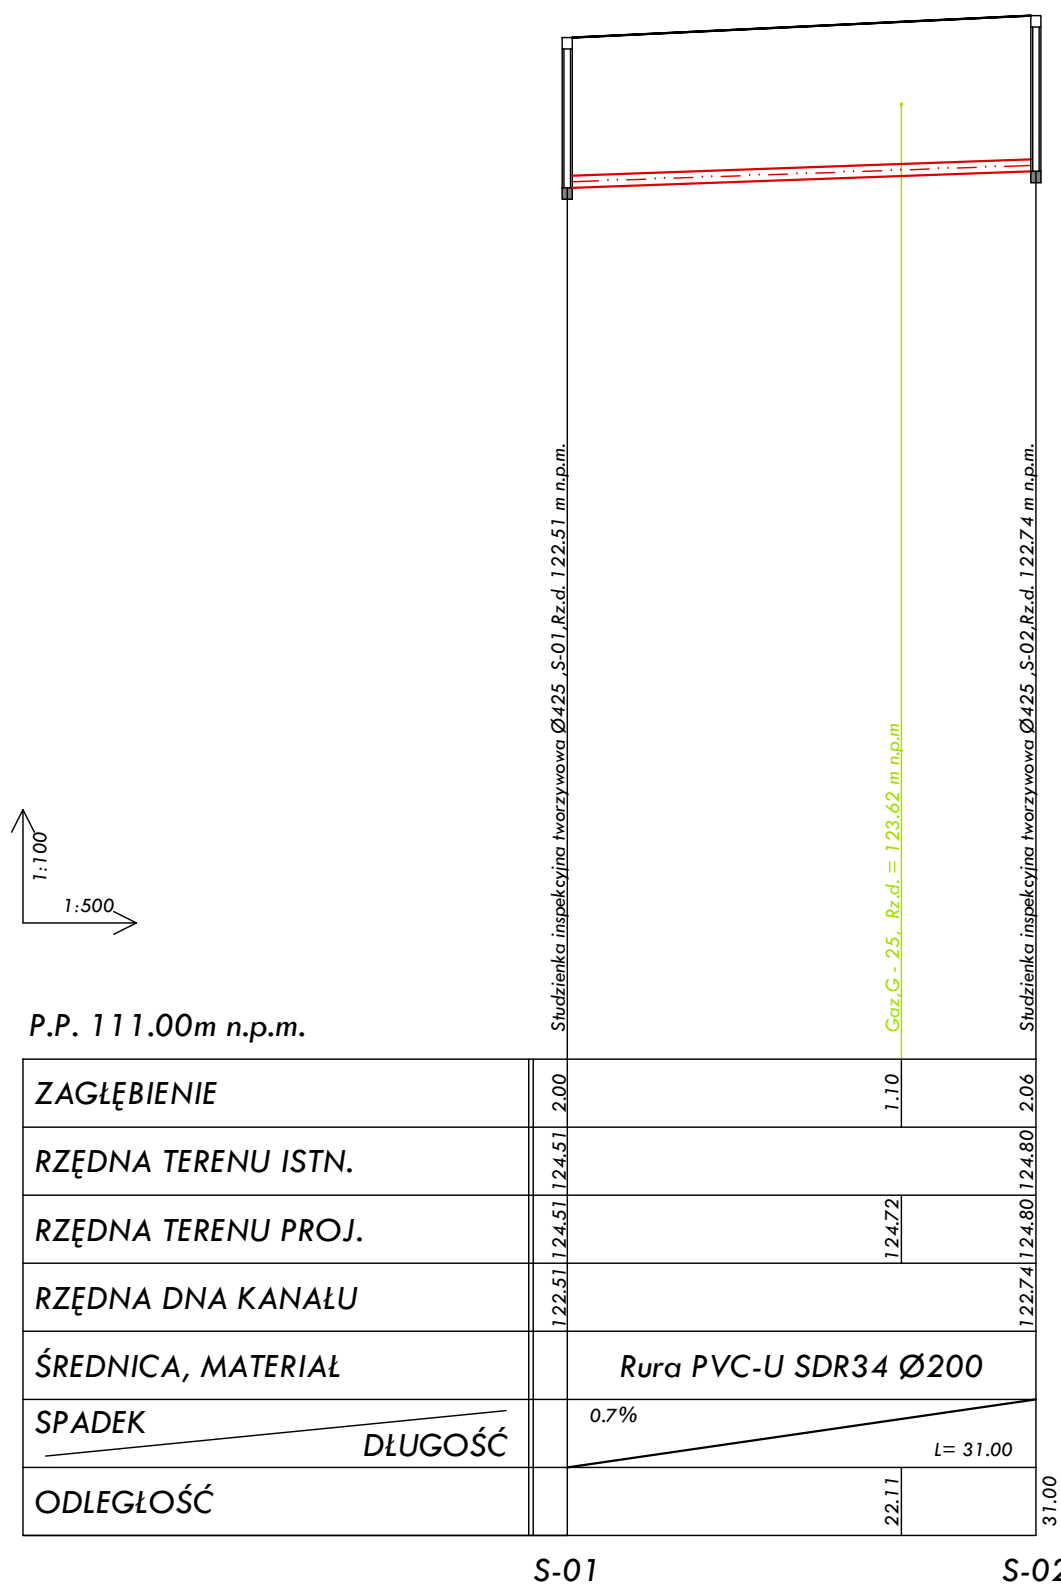 Studzienka inspekcyjna tworzywowa Ø425 ,S-01,Rz.d. 122.51 m n.p.m.
Gaz,G - 25, Rz.d. = 123.62 m n.p.m
Studzienka inspekcyjna tworzywowa Ø425 ,S-02,Rz.d. 122.74 m n.p.m.
1:100
1:500
P.P. 111.00m n.p.m.
ZAGŁĘBIENIE 2.00 1.10 2.06
RZĘDNA TERENU ISTN. 124.51 124.80
RZĘDNA TERENU PROJ. 124.51 124.72 124.80
RZĘDNA DNA KANAŁU 122.51 122.74
ŚREDNICA, MATERIAŁ Rura PVC-U SDR34 Ø200
SPADEK 0.7%
DŁUGOŚĆ L= 31.00
ODLEGŁOŚĆ 22.11 31.00
S-01 S-02